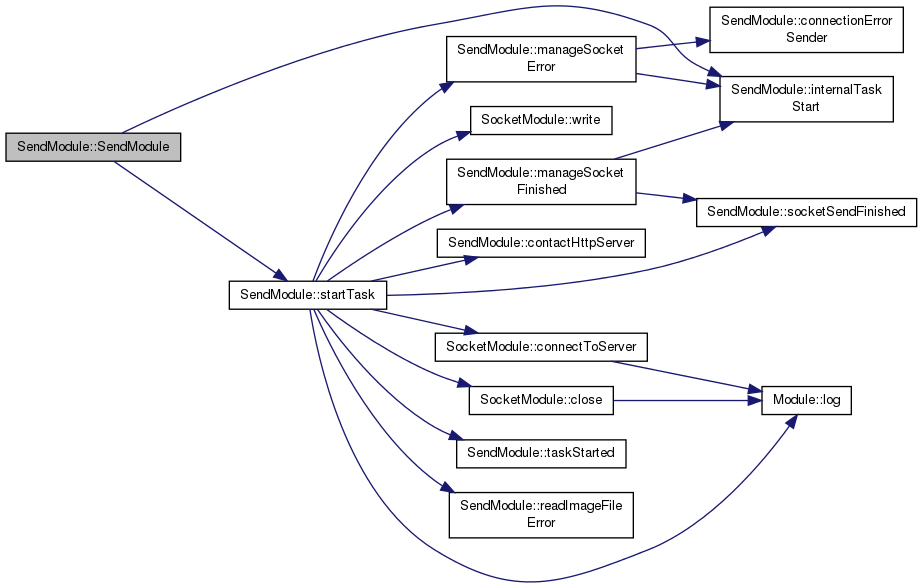 SendModule::SendModule
SendModule::startTask
SendModule::manageSocket
Error
SocketModule::write
SendModule::manageSocket
Finished
SendModule::contactHttpServer
SocketModule::connectToServer
SocketModule::close
SendModule::taskStarted
SendModule::readImageFile
Error
SendModule::connectionError
Sender
SendModule::internalTask
Start
SendModule::socketSendFinished
Module::log